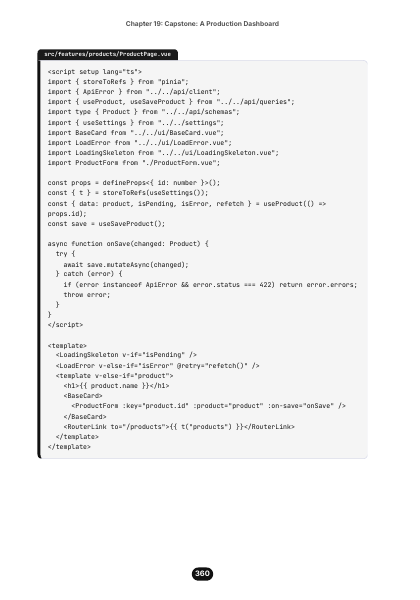 Chapter 19: Capstone: A Production Dashboard
src/features/products/ProductPage.vue
<script setup lang="ts">
import { storeToRefs } from "pinia";
import { ApiError } from "../../api/client";
import { useProduct, useSaveProduct } from "../../api/queries";
import type { Product } from "../../api/schemas";
import { useSettings } from "../../settings";
import BaseCard from "../../ui/BaseCard.vue";
import LoadError from "../../ui/LoadError.vue";
import LoadingSkeleton from "../../ui/LoadingSkeleton.vue";
import ProductForm from "./ProductForm.vue";

const props = defineProps<{ id: number }>();
const { t } = storeToRefs(useSettings());
const { data: product, isPending, isError, refetch } = useProduct(() =>
props.id);
const save = useSaveProduct();

async function onSave(changed: Product) {
  try {
    await save.mutateAsync(changed);
  } catch (error) {
    if (error instanceof ApiError && error.status === 422) return error.errors;
    throw error;
  }
}
</script>

<template>
  <LoadingSkeleton v-if="isPending" />
  <LoadError v-else-if="isError" @retry="refetch()" />
  <template v-else-if="product">
    <h1>{{ product.name }}</h1>
    <BaseCard>
      <ProductForm :key="product.id" :product="product" :on-save="onSave" />
    </BaseCard>
    <RouterLink to="/products">{{ t("products") }}</RouterLink>
  </template>
</template>
360